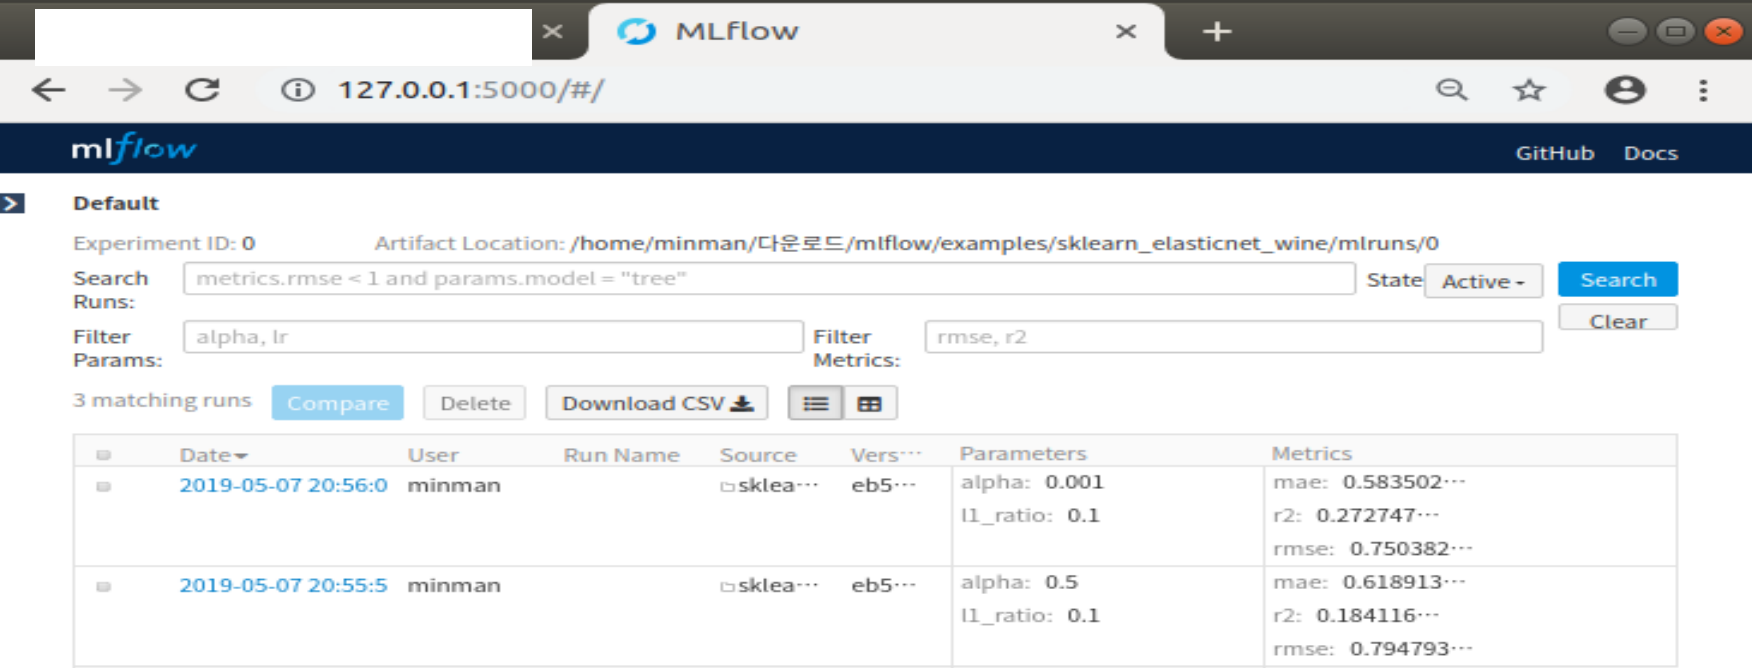 MLflow
127.0.0.1:5000/#/
mlflow
GitHub Docs
Default
Experiment ID: 0 Artifact Location: /home/minman/다운로드/mlflow/examples/sklearn_elasticnet_wine/mlruns/0
Search Runs: metrics.rmse < 1 and params.model = "tree" State Active Search
Filter Params: alpha, lr Filter Metrics: rmse, r2 Clear
3 matching runs Compare Delete Download CSV
Date User Run Name Source Vers··· Parameters Metrics
2019-05-07 20:56:0 minman sklea··· eb5··· alpha: 0.001 mae: 0.583502···
l1_ratio: 0.1 r2: 0.272747···
rmse: 0.750382···
2019-05-07 20:55:5 minman sklea··· eb5··· alpha: 0.5 mae: 0.618913···
l1_ratio: 0.1 r2: 0.184116···
rmse: 0.794793···